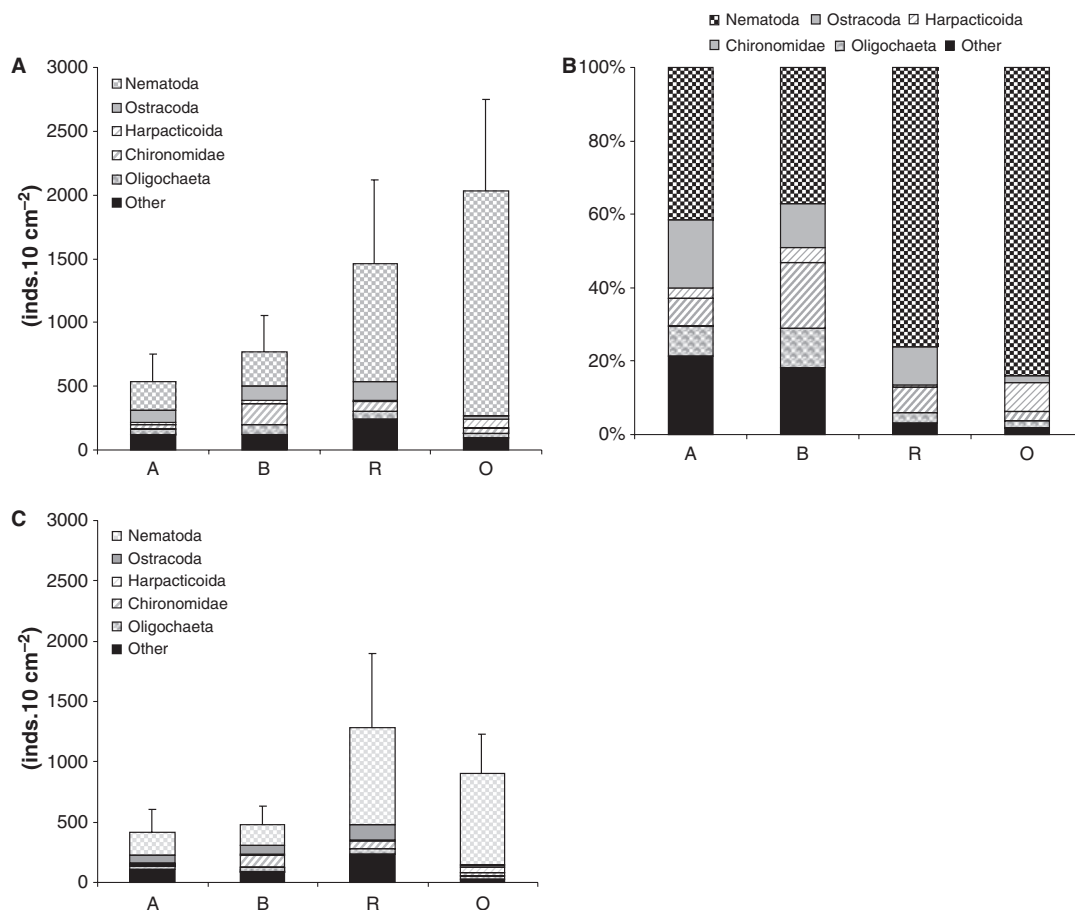 A
3000
2500
2000
1500
1000
500
0
(inds.10 cm⁻²)
Nematoda
Ostracoda
Harpacticoida
Chironomidae
Oligochaeta
Other
A B R O
Nematoda Ostracoda Harpacticoida
Chironomidae Oligochaeta Other
B
100%
80%
60%
40%
20%
0%
A B R O
C
3000
2500
2000
1500
1000
500
0
(inds.10 cm⁻²)
Nematoda
Ostracoda
Harpacticoida
Chironomidae
Oligochaeta
Other
A B R O